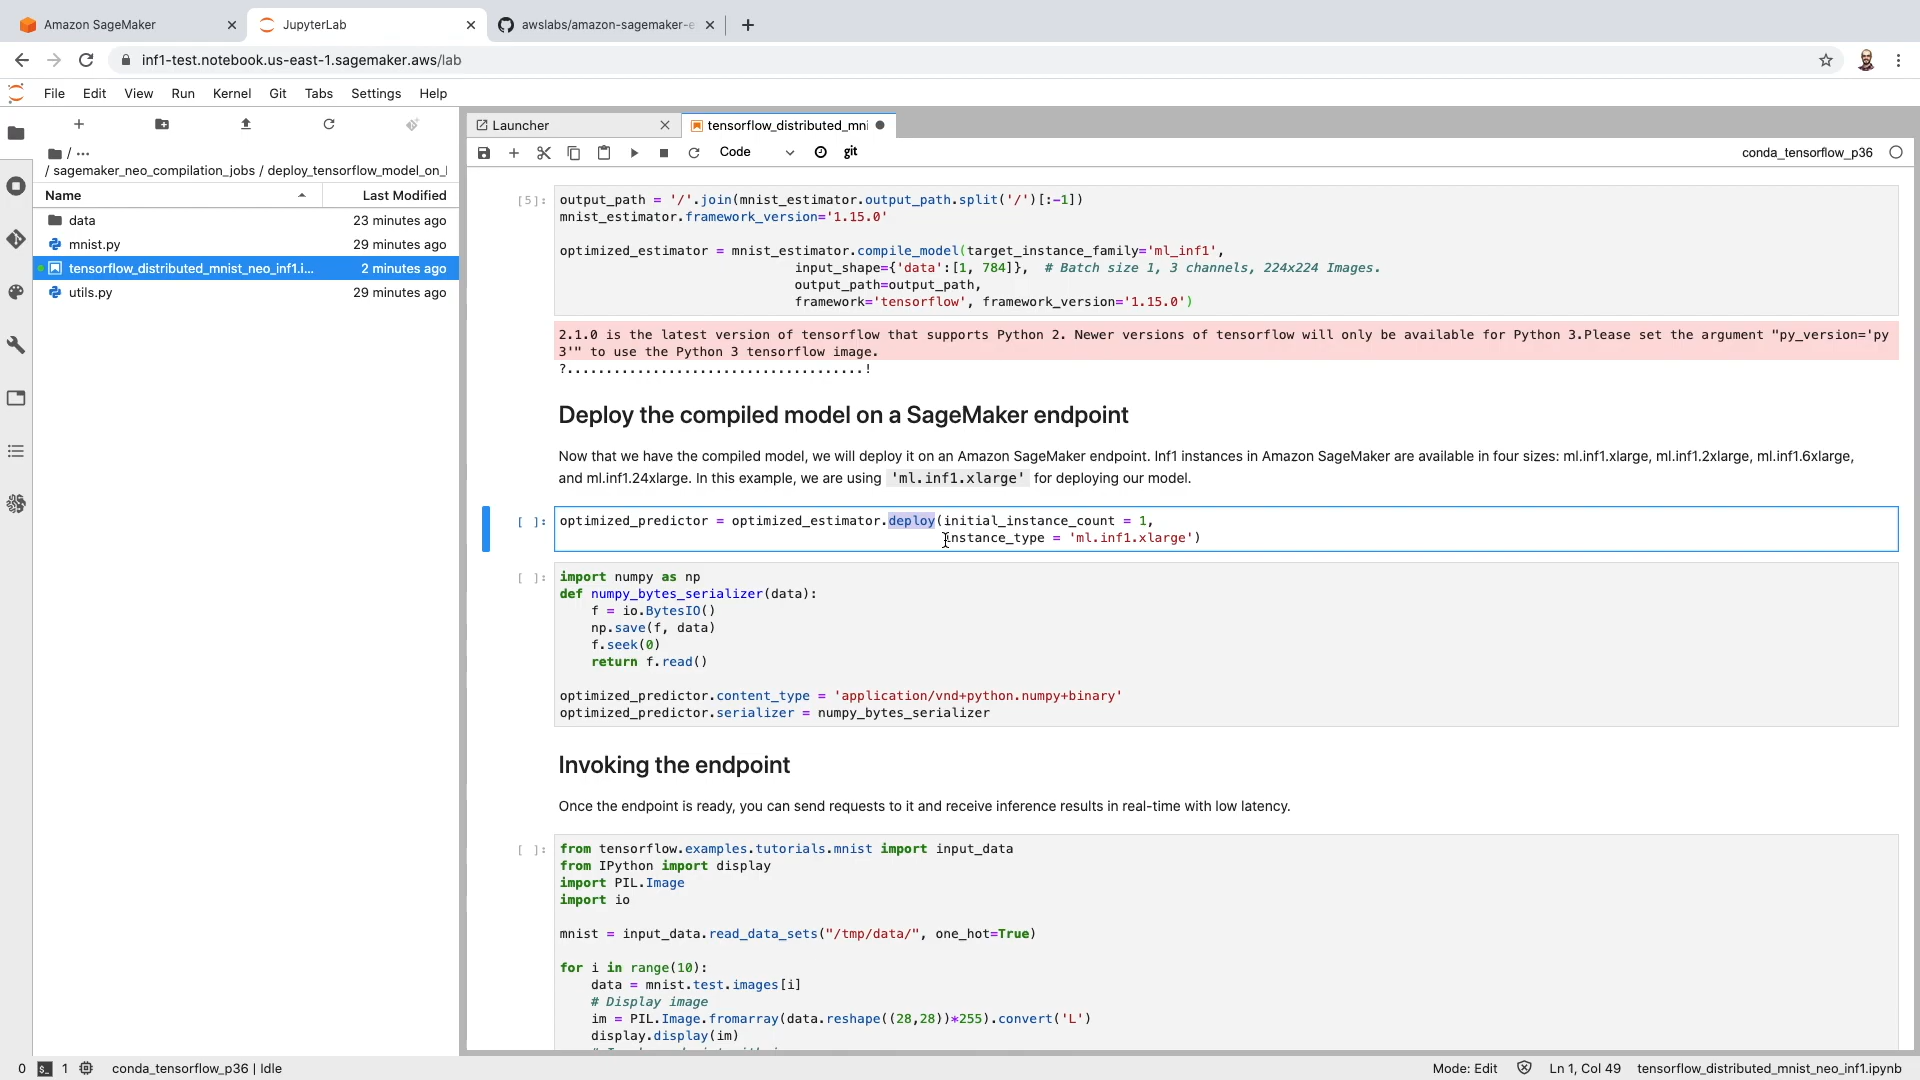 Amazon SageMaker
JupyterLab
awslabs/amazon-sagemaker-e
inf1-test.notebook.us-east-1.sagemaker.aws/lab
File Edit View Run Kernel Git Tabs Settings Help
/ ···
/ sagemaker_neo_compilation_jobs / deploy_tensorflow_model_on_
Name Last Modified
data 23 minutes ago
mnist.py 29 minutes ago
tensorflow_distributed_mnist_neo_inf1.i... 2 minutes ago
utils.py 29 minutes ago
Launcher
tensorflow_distributed_mni
Code
git
conda_tensorflow_p36
[5]: output_path = '/'.join(mnist_estimator.output_path.split('/')[:-1])
mnist_estimator.framework_version='1.15.0'
optimized_estimator = mnist_estimator.compile_model(target_instance_family='ml_inf1',
input_shape={'data':[1, 784]},  # Batch size 1, 3 channels, 224x224 Images.
output_path=output_path,
framework='tensorflow', framework_version='1.15.0')
2.1.0 is the latest version of tensorflow that supports Python 2. Newer versions of tensorflow will only be available for Python 3.Please set the argument "py_version='py
3'" to use the Python 3 tensorflow image.
?......................................!
Deploy the compiled model on a SageMaker endpoint
Now that we have the compiled model, we will deploy it on an Amazon SageMaker endpoint. Inf1 instances in Amazon SageMaker are available in four sizes: ml.inf1.xlarge, ml.inf1.2xlarge, ml.inf1.6xlarge,
and ml.inf1.24xlarge. In this example, we are using 'ml.inf1.xlarge' for deploying our model.
[ ]: optimized_predictor = optimized_estimator.deploy(initial_instance_count = 1,
instance_type = 'ml.inf1.xlarge')
[ ]: import numpy as np
def numpy_bytes_serializer(data):
f = io.BytesIO()
np.save(f, data)
f.seek(0)
return f.read()
optimized_predictor.content_type = 'application/vnd+python.numpy+binary'
optimized_predictor.serializer = numpy_bytes_serializer
Invoking the endpoint
Once the endpoint is ready, you can send requests to it and receive inference results in real-time with low latency.
[ ]: from tensorflow.examples.tutorials.mnist import input_data
from IPython import display
import PIL.Image
import io
mnist = input_data.read_data_sets("/tmp/data/", one_hot=True)
for i in range(10):
data = mnist.test.images[i]
# Display image
im = PIL.Image.fromarray(data.reshape((28,28))*255).convert('L')
display.display(im)
0 1 conda_tensorflow_p36 | Idle
Mode: Edit Ln 1, Col 49 tensorflow_distributed_mnist_neo_inf1.ipynb